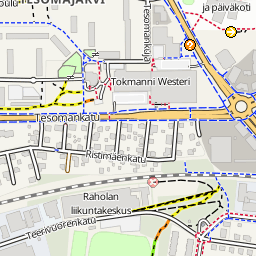 TESOMAJÄRVI
Tesomankuja
ja päiväkoti
Tokmanni Westeri
Tesomankatu
Ristimäenkatu
Raholan
liikuntakeskus
Teerivuorenkatu